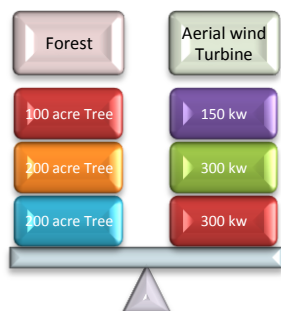 Forest
Aerial wind
Turbine
100 acre Tree
150 kw
200 acre Tree
300 kw
200 acre Tree
300 kw